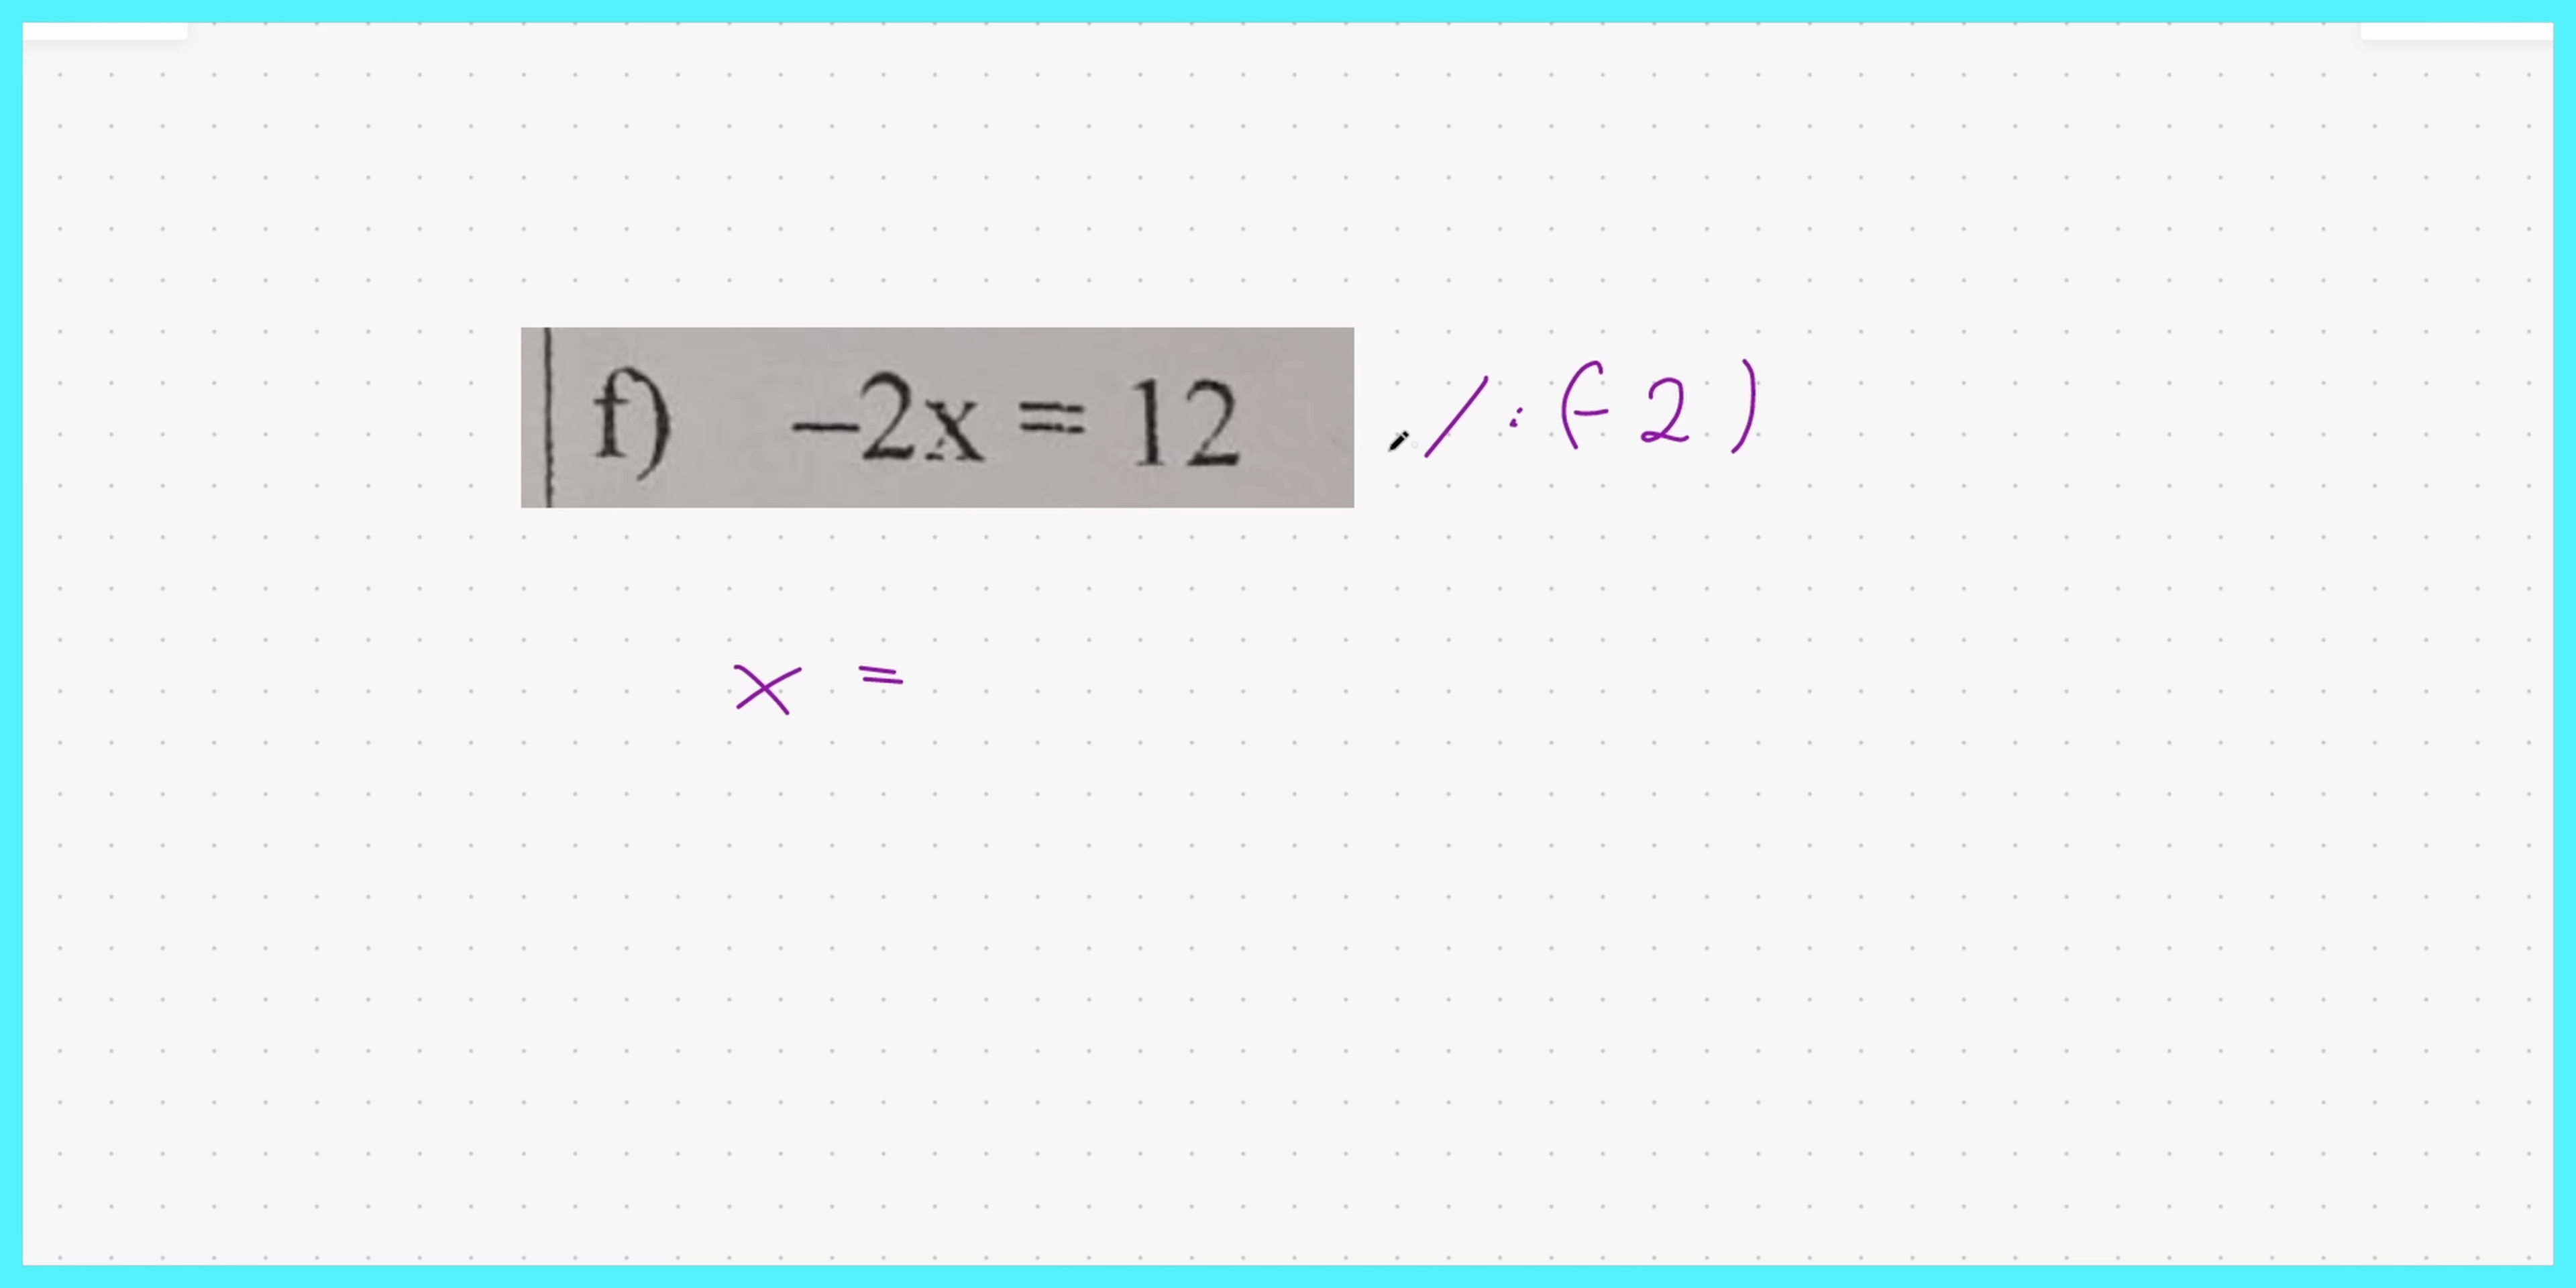 f) –2x = 12 / : (- 2)
x =